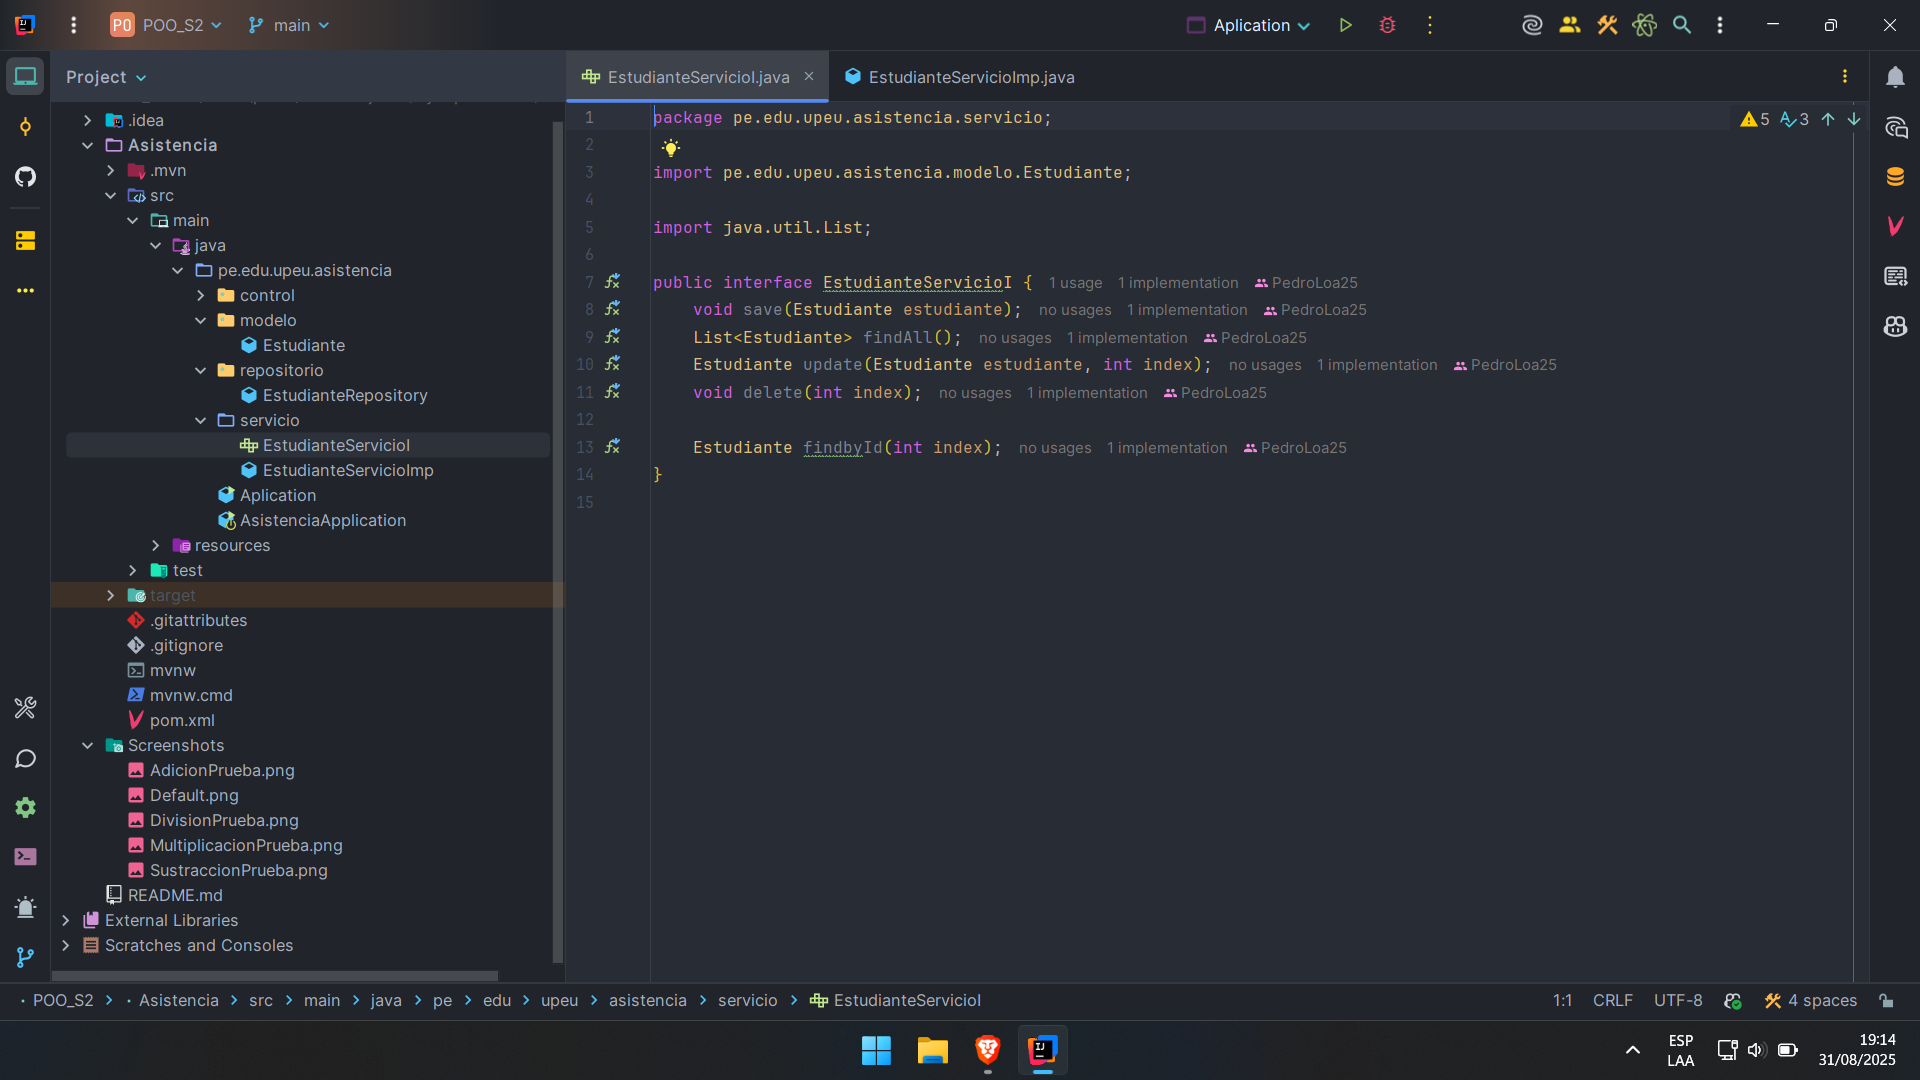 PO POO_S2 main Aplication
Project
EstudianteServicioI.java EstudianteServicioImp.java
.idea
Asistencia
.mvn
src
main
java
pe.edu.upeu.asistencia
control
modelo
Estudiante
repositorio
EstudianteRepository
servicio
EstudianteServicioI
EstudianteServicioImp
Aplication
AsistenciaApplication
resources
test
target
.gitattributes
.gitignore
mvnw
mvnw.cmd
pom.xml
Screenshots
AdicionPrueba.png
Default.png
DivisionPrueba.png
MultiplicacionPrueba.png
SustraccionPrueba.png
README.md
External Libraries
Scratches and Consoles
5 3
1 package pe.edu.upeu.asistencia.servicio;
2
3 import pe.edu.upeu.asistencia.modelo.Estudiante;
4
5 import java.util.List;
6
7 public interface EstudianteServicioI { 1 usage 1 implementation PedroLoa25
8 void save(Estudiante estudiante); no usages 1 implementation PedroLoa25
9 List<Estudiante> findAll(); no usages 1 implementation PedroLoa25
10 Estudiante update(Estudiante estudiante, int index); no usages 1 implementation PedroLoa25
11 void delete(int index); no usages 1 implementation PedroLoa25
12
13 Estudiante findbyId(int index); no usages 1 implementation PedroLoa25
14 }
15
POO_S2 > Asistencia > src > main > java > pe > edu > upeu > asistencia > servicio > EstudianteServicioI
1:1 CRLF UTF-8 4 spaces
ESP
LAA
19:14
31/08/2025